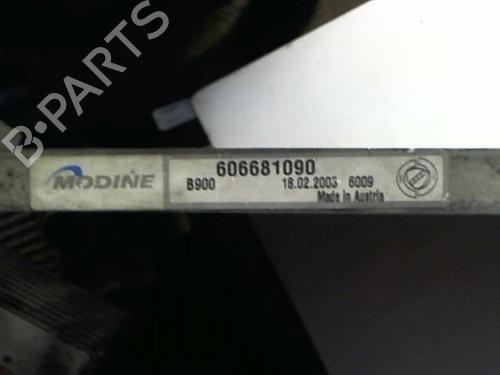 B-PARTS
MODINE
606681090
B900 18.02.2003 6009
Made in Austria